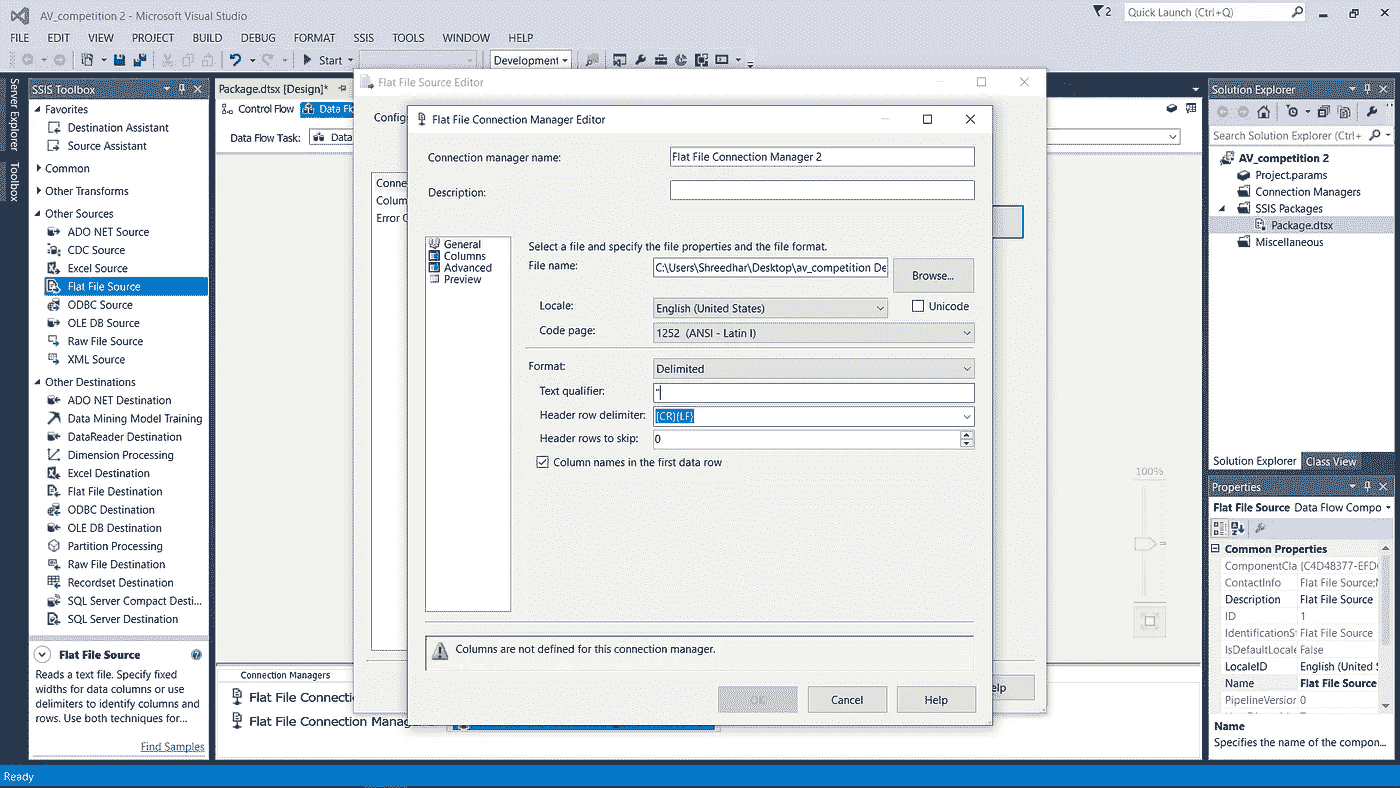 AV_competition 2 - Microsoft Visual Studio
2
Quick Launch (Ctrl+Q)
FILE EDIT VIEW PROJECT BUILD DEBUG FORMAT SSIS TOOLS WINDOW HELP
Start
Development
Server Explorer
Toolbox
SSIS Toolbox
Favorites
Destination Assistant
Source Assistant
Common
Other Transforms
Other Sources
ADO NET Source
CDC Source
Excel Source
Flat File Source
ODBC Source
OLE DB Source
Raw File Source
XML Source
Other Destinations
ADO NET Destination
Data Mining Model Training
DataReader Destination
Dimension Processing
Excel Destination
Flat File Destination
ODBC Destination
OLE DB Destination
Partition Processing
Raw File Destination
Recordset Destination
SQL Server Compact Desti...
SQL Server Destination
Flat File Source
Reads a text file. Specify fixed
widths for data columns or use
delimiters to identify columns and
rows. Use both techniques for...
Find Samples
Package.dtsx [Design]*
Control Flow Data Fl
Data Flow Task: Data
Flat File Source Editor
Config
Conne
Colum
Error C
elp
Flat File Connection Manager Editor
Connection manager name: Flat File Connection Manager 2
Description:
General
Columns
Advanced
Preview
Select a file and specify the file properties and the file format.
File name: C:\Users\Shreedhar\Desktop\av_competition De Browse...
Locale: English (United States) Unicode
Code page: 1252 (ANSI - Latin I)
Format: Delimited
Text qualifier: "
Header row delimiter: {CR}{LF}
Header rows to skip: 0
Column names in the first data row
Columns are not defined for this connection manager.
OK Cancel Help
100%
Connection Managers
Flat File Connecti
Flat File Connection Manage
Solution Explorer
Search Solution Explorer (Ctrl+
AV_competition 2
Project.params
Connection Managers
SSIS Packages
Package.dtsx
Miscellaneous
Solution Explorer Class View
Properties
Flat File Source Data Flow Compo
Common Properties
ComponentCla {C4D48377-EFD
ContactInfo Flat File Source;
Description Flat File Source
ID 1
IdentificationSt Flat File Source
IsDefaultLocale False
LocaleID English (United S
Name Flat File Source
PipelineVersion 0
Name
Specifies the name of the compon...
Ready